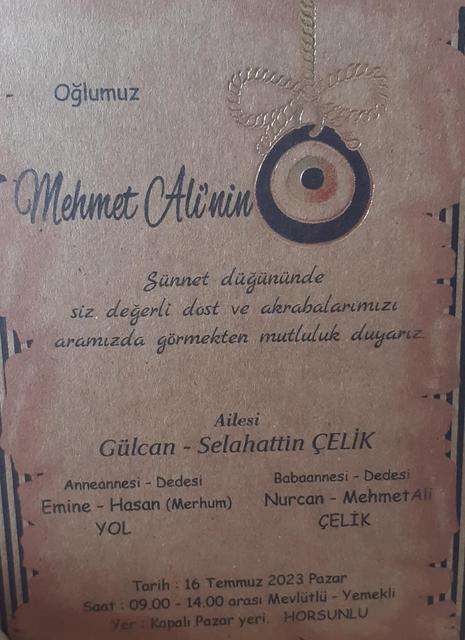 Oğlumuz
Mehmet Ali'nin
Sünnet düğününde
siz değerli dost ve akrabalarımızı
aramızda görmekten mutluluk duyarız.
Ailesi
Gülcan - Selahattin ÇELİK
Anneannesi - Dedesi
Emine - Hasan (Merhum)
YOL
Babaannesi - Dedesi
Nurcan - MehmetAli
ÇELİK
Tarih : 16 Temmuz 2023 Pazar
Saat : 09.00 - 14.00 arası Mevlütlü - Yemekli
Yer : Kapalı Pazar yeri. HORSUNLU